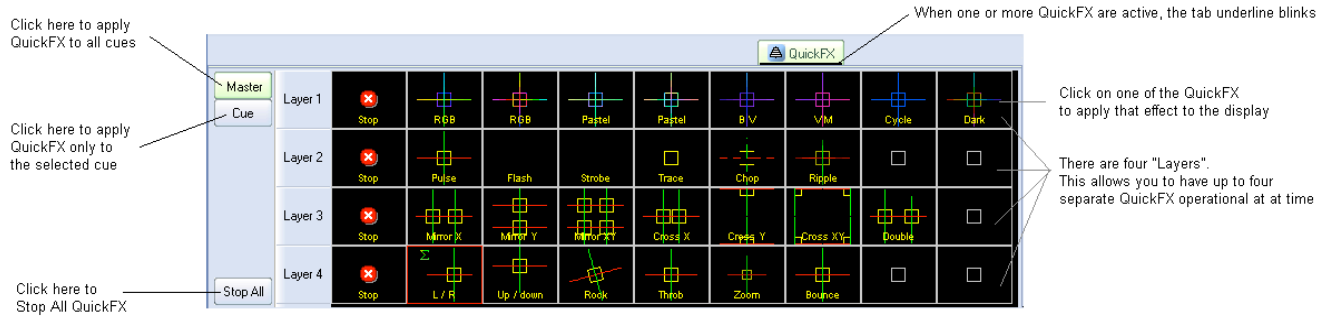 When one or more QuickFX are active, the tab underline blinks
Click here to apply
QuickFX to all cues
QuickFX
Master
Cue
Layer 1
Stop
RGB
RGB
Pastel
Pastel
B V
V M
Cycle
Dark
Click on one of the QuickFX
to apply that effect to the display
Click here to apply
QuickFX only to
the selected cue
Layer 2
Stop
Pulse
Flash
Strobe
Trace
Chop
Ripple
There are four "Layers".
This allows you to have up to four
separate QuickFX operational at at time
Layer 3
Stop
Mirror X
Mirror Y
Mirror XY
Cross X
Cross Y
Cross XY
Double
Layer 4
Stop
Σ
L / R
Up / down
Rock
Throb
Zoom
Bounce
Stop All
Click here to
Stop All QuickFX